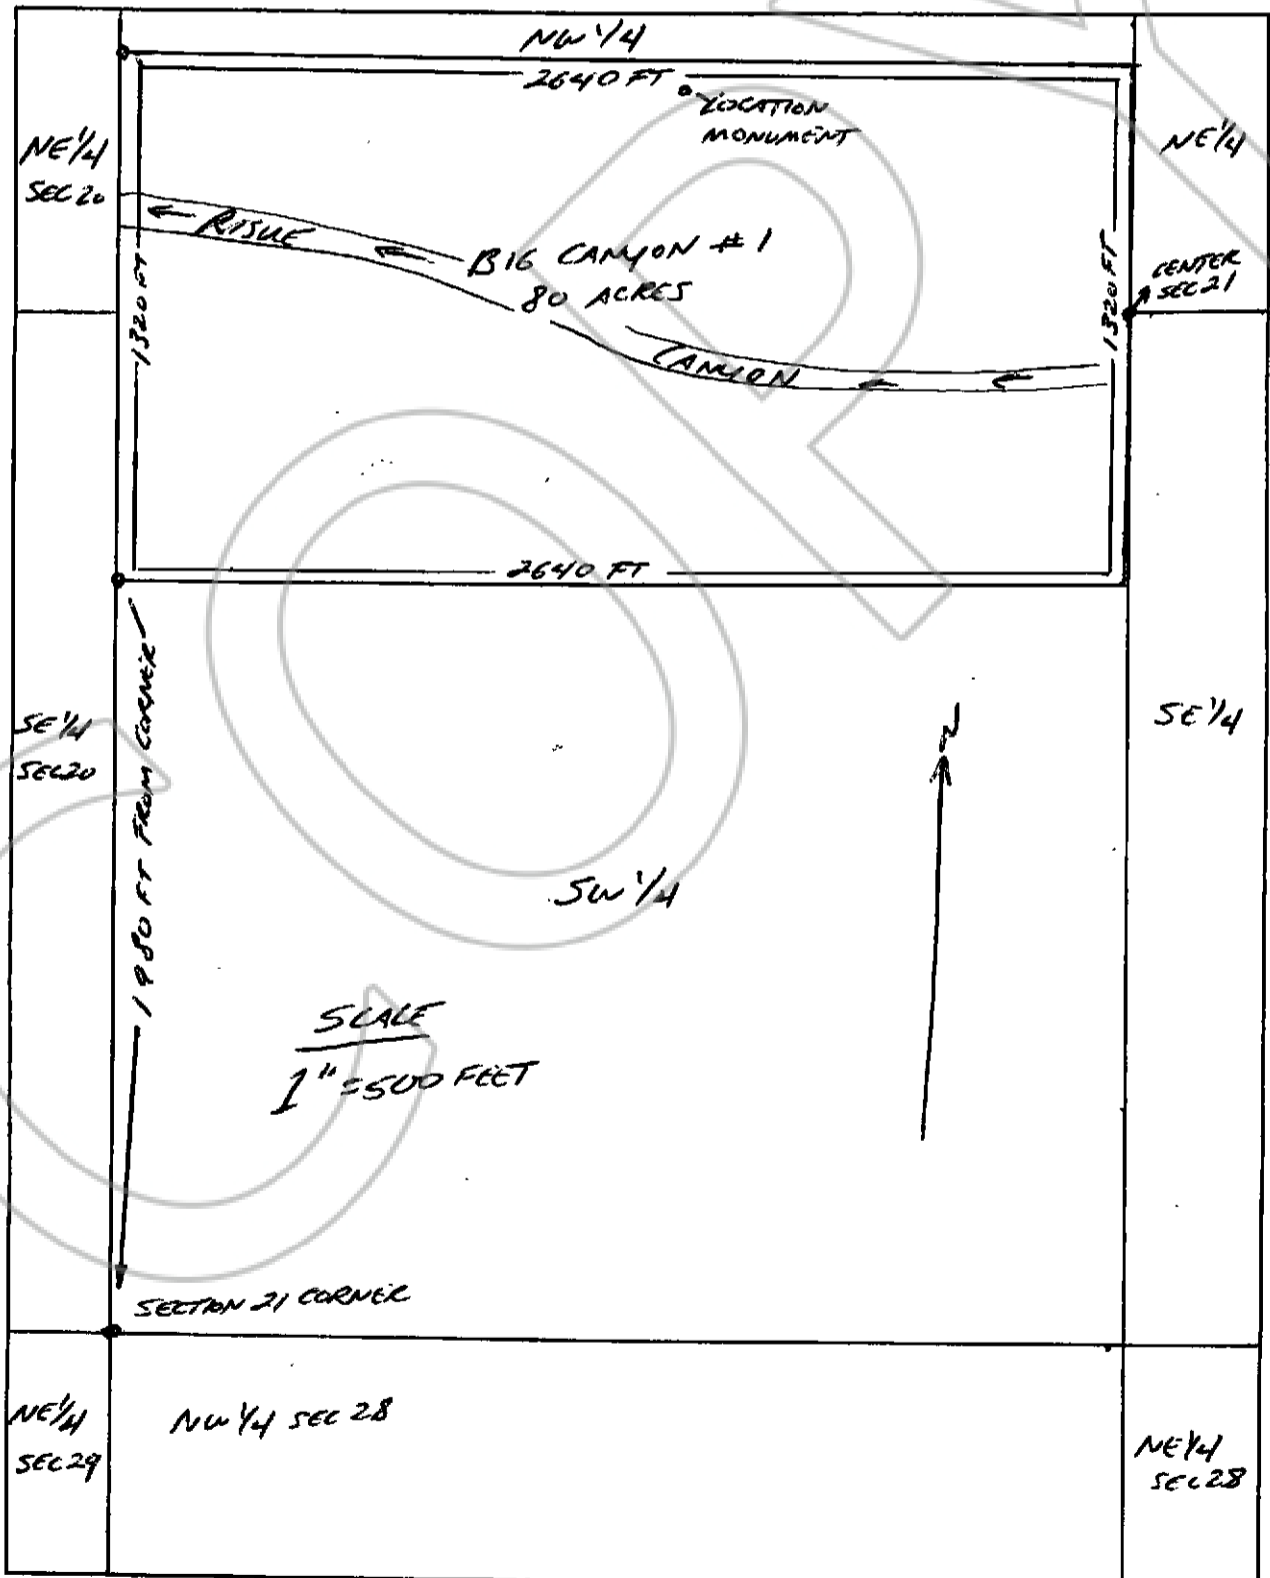 NW 1/4
2640 FT
LOCATION
MONUMENT
NE 1/4
SEC 20
NE 1/4
RISUE
BIG CANYON # 1
80 ACRES
CENTER
SEC 21
1320 FT
1320 FT
CANYON
2640 FT
1980 FT FROM CORNER
SE 1/4
SEC 20
SE 1/4
N
SW 1/4
SCALE
1" = 500 FEET
SECTION 21 CORNER
NE 1/4
SEC 29
NW 1/4 SEC 28
NE 1/4
SEC 28
COPY